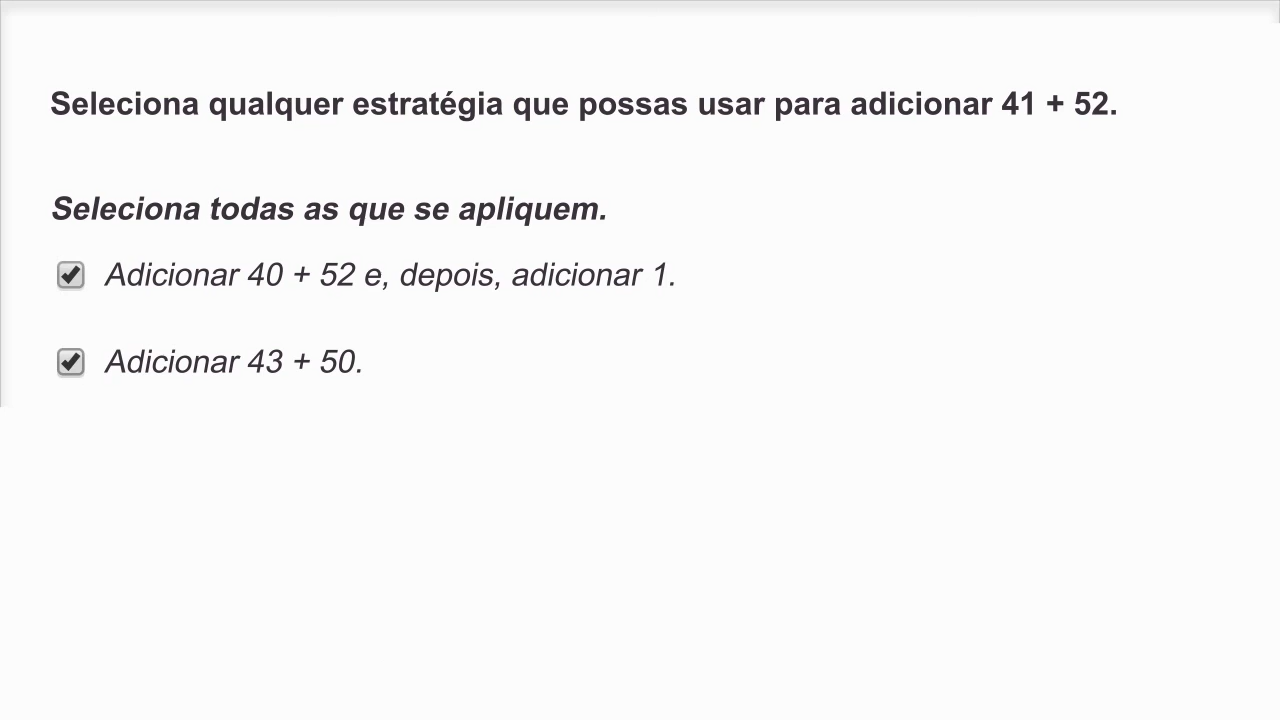 Seleciona qualquer estratégia que possas usar para adicionar 41 + 52.
Seleciona todas as que se apliquem.
Adicionar 40 + 52 e, depois, adicionar 1.
Adicionar 43 + 50.